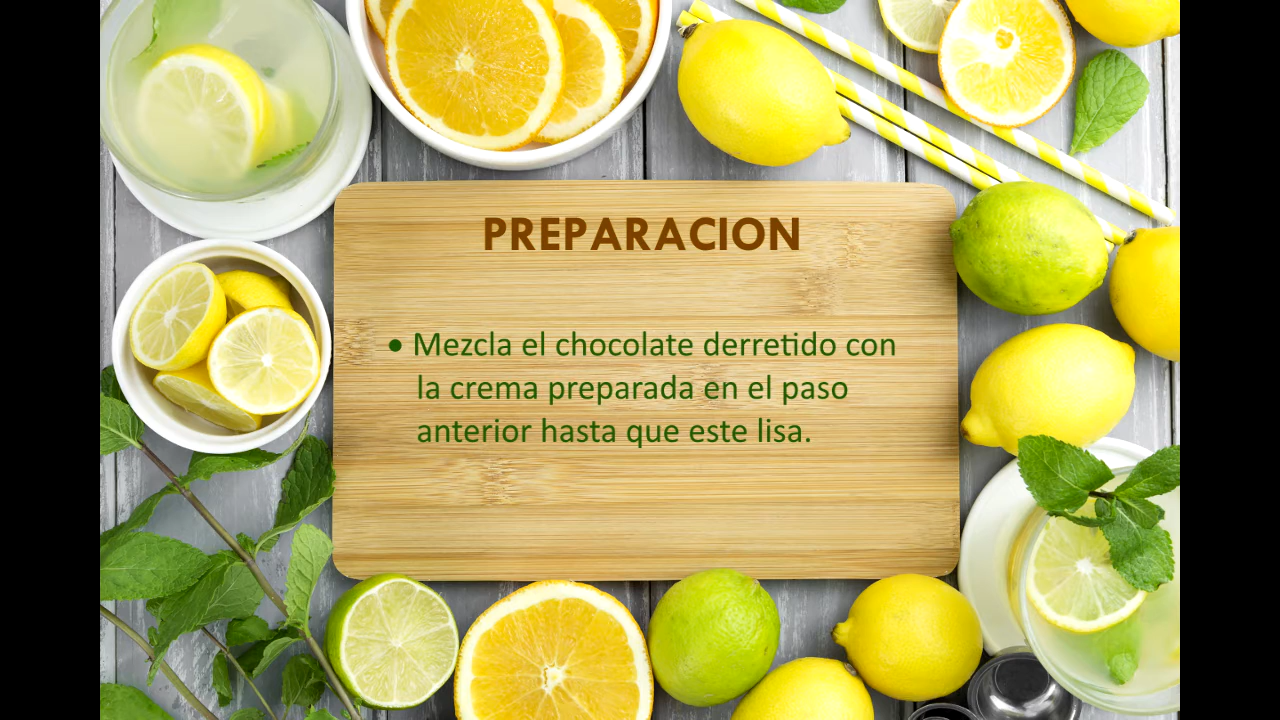 PREPARACION
• Mezcla el chocolate derretido con
la crema preparada en el paso
anterior hasta que este lisa.